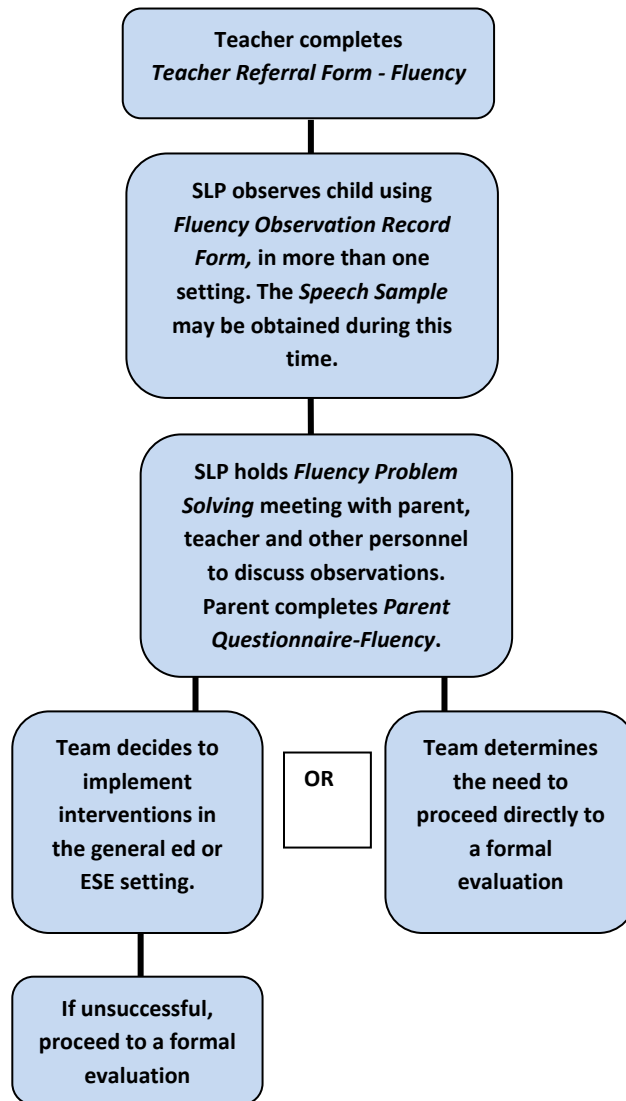 Teacher completes
Teacher Referral Form - Fluency
SLP observes child using
Fluency Observation Record
Form, in more than one
setting. The Speech Sample
may be obtained during this
time.
SLP holds Fluency Problem
Solving meeting with parent,
teacher and other personnel
to discuss observations.
Parent completes Parent
Questionnaire-Fluency.
Team decides to
implement
interventions in
the general ed or
ESE setting.
OR
Team determines
the need to
proceed directly to
a formal
evaluation
If unsuccessful,
proceed to a formal
evaluation